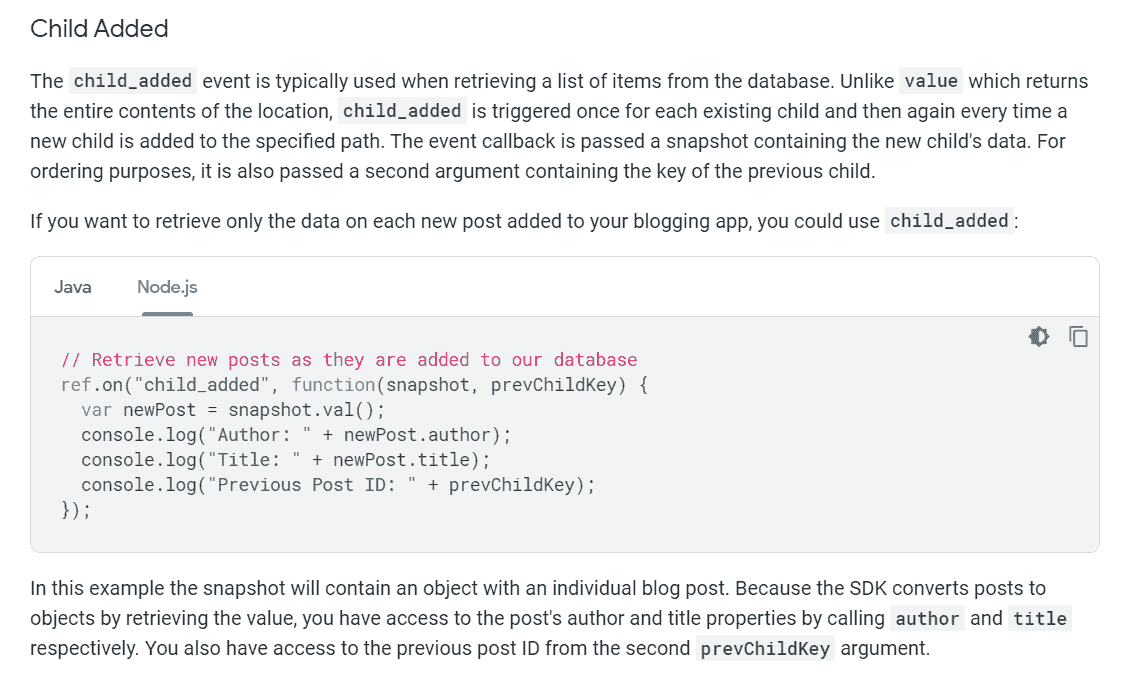 Child Added
The child_added event is typically used when retrieving a list of items from the database. Unlike value which returns
the entire contents of the location, child_added is triggered once for each existing child and then again every time a
new child is added to the specified path. The event callback is passed a snapshot containing the new child's data. For
ordering purposes, it is also passed a second argument containing the key of the previous child.
If you want to retrieve only the data on each new post added to your blogging app, you could use child_added:
Java Node.js
// Retrieve new posts as they are added to our database
ref.on("child_added", function(snapshot, prevChildKey) {
  var newPost = snapshot.val();
  console.log("Author: " + newPost.author);
  console.log("Title: " + newPost.title);
  console.log("Previous Post ID: " + prevChildKey);
});
In this example the snapshot will contain an object with an individual blog post. Because the SDK converts posts to
objects by retrieving the value, you have access to the post's author and title properties by calling author and title
respectively. You also have access to the previous post ID from the second prevChildKey argument.